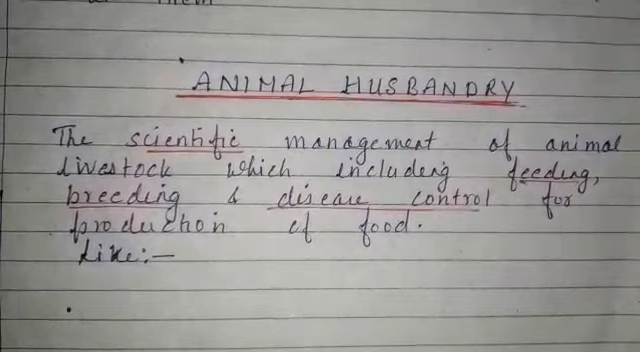 ANIMAL HUSBANDRY
The scientific management of animal
livestock which including feeding,
breeding & disease control for
production of food.
Like:-